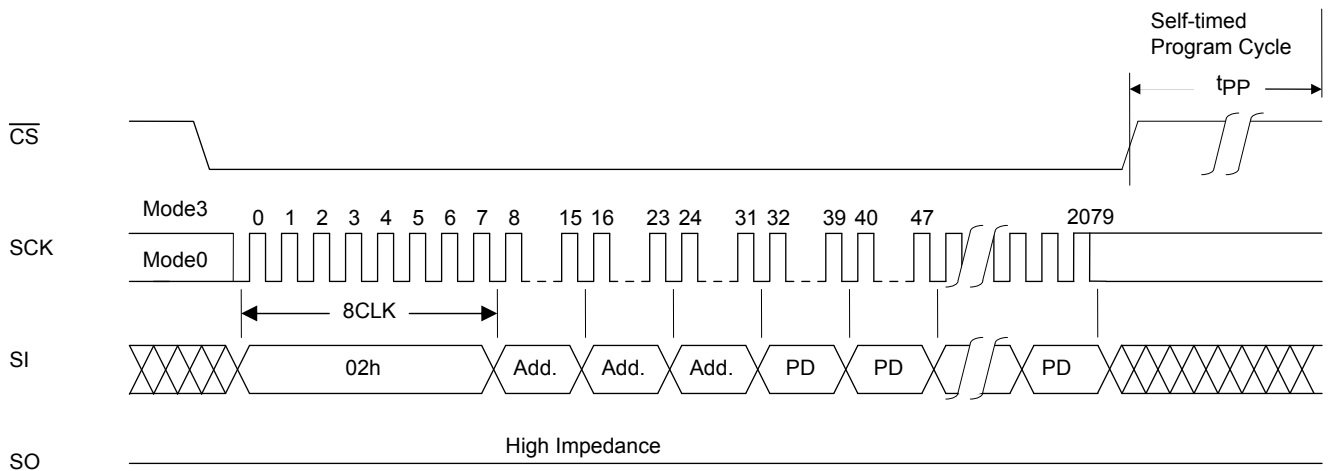 Self-timed
Program Cycle
tPP
CS
Mode3
0 1 2 3 4 5 6 7 8 15 16 23 24 31 32 39 40 47 2079
SCK
Mode0
8CLK
SI
02h Add. Add. Add. PD PD PD
High Impedance
SO